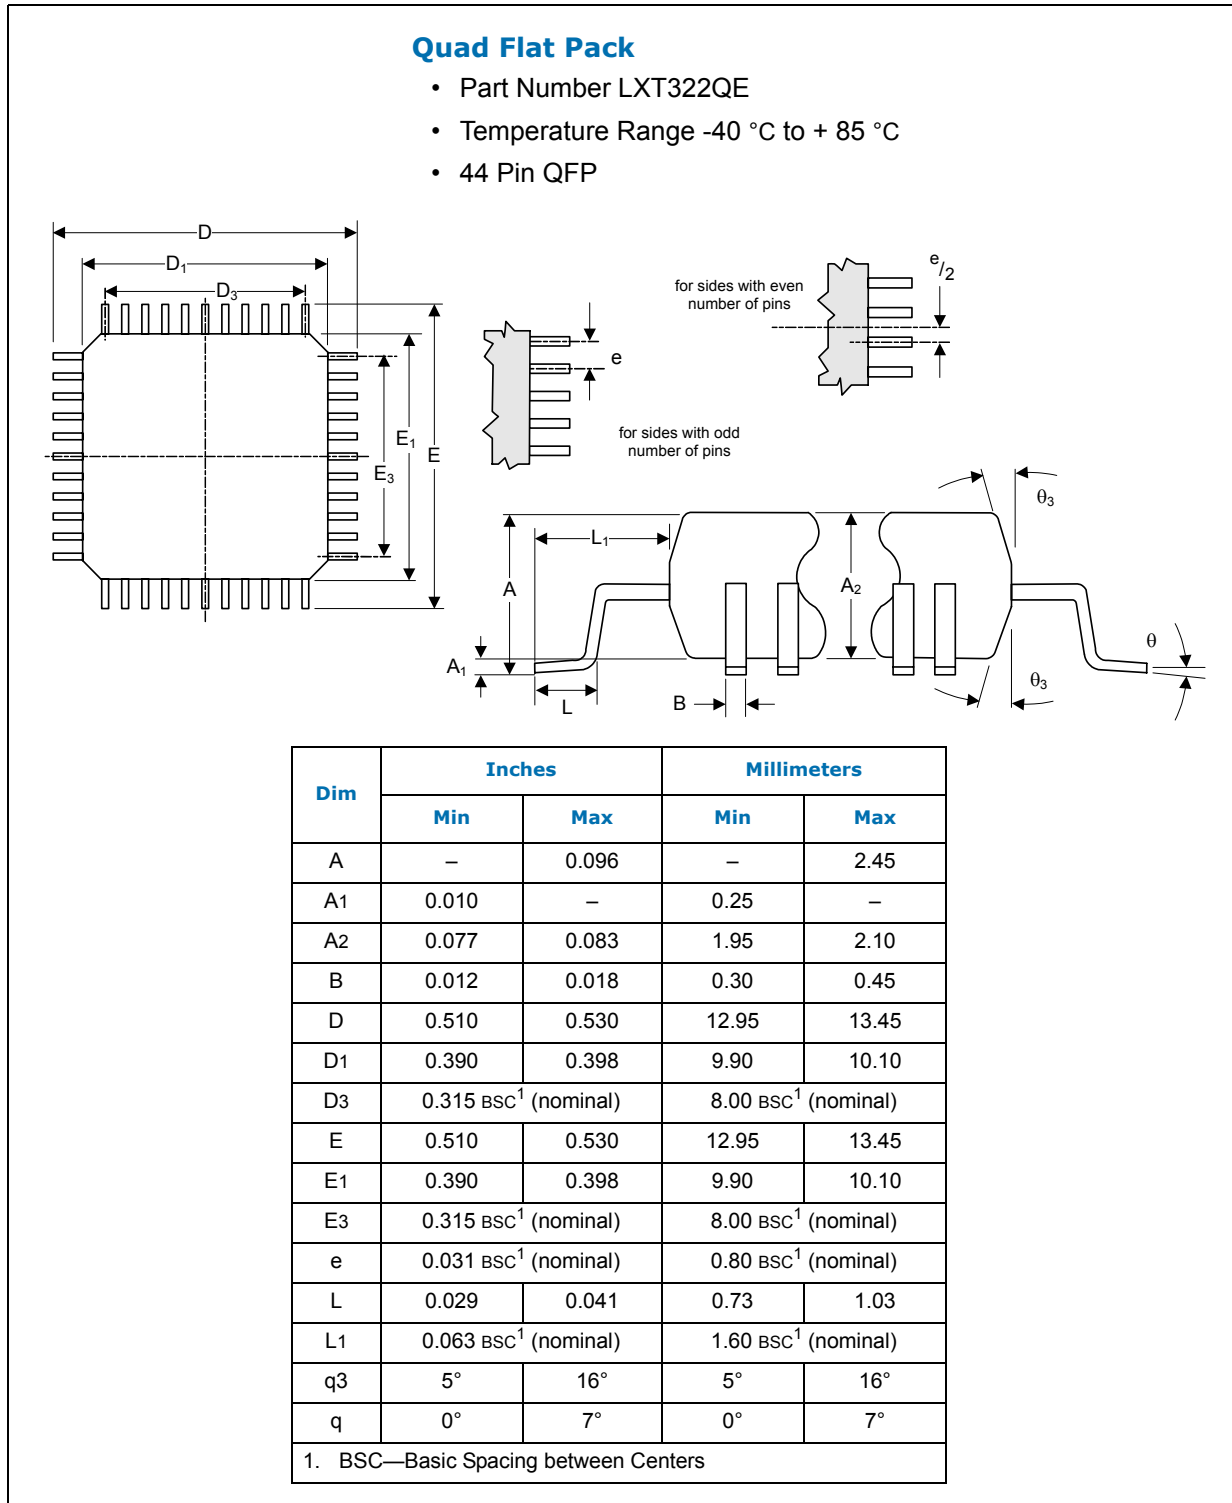 Quad Flat Pack
• Part Number LXT322QE
• Temperature Range -40 °C to + 85 °C
• 44 Pin QFP
D
D1
D3
E1
E
E3
e
for sides with odd
number of pins
for sides with even
number of pins
e/2
θ3
L1
A
A2
A1
L
B
θ
θ3
Dim Inches Millimeters
Min Max Min Max
A – 0.096 – 2.45
A1 0.010 – 0.25 –
A2 0.077 0.083 1.95 2.10
B 0.012 0.018 0.30 0.45
D 0.510 0.530 12.95 13.45
D1 0.390 0.398 9.90 10.10
D3 0.315 BSC1 (nominal) 8.00 BSC1 (nominal)
E 0.510 0.530 12.95 13.45
E1 0.390 0.398 9.90 10.10
E3 0.315 BSC1 (nominal) 8.00 BSC1 (nominal)
e 0.031 BSC1 (nominal) 0.80 BSC1 (nominal)
L 0.029 0.041 0.73 1.03
L1 0.063 BSC1 (nominal) 1.60 BSC1 (nominal)
q3 5° 16° 5° 16°
q 0° 7° 0° 7°
1. BSC—Basic Spacing between Centers